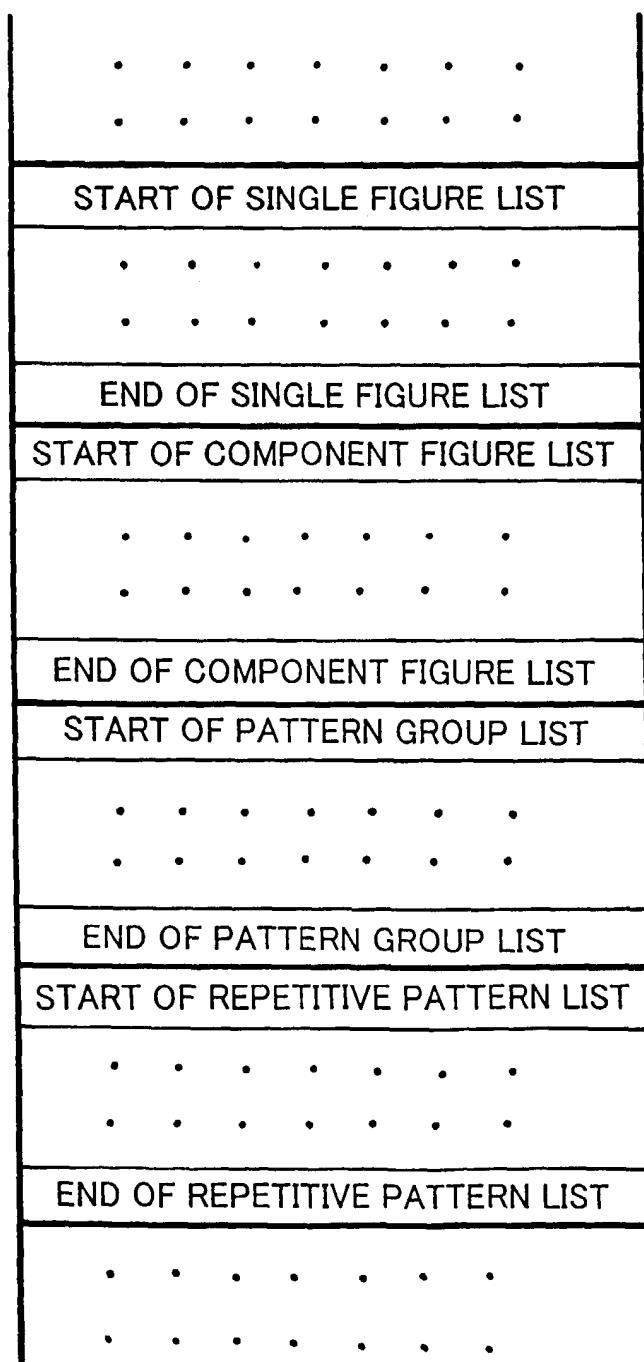 START OF SINGLE FIGURE LIST
END OF SINGLE FIGURE LIST
START OF COMPONENT FIGURE LIST
END OF COMPONENT FIGURE LIST
START OF PATTERN GROUP LIST
END OF PATTERN GROUP LIST
START OF REPETITIVE PATTERN LIST
END OF REPETITIVE PATTERN LIST